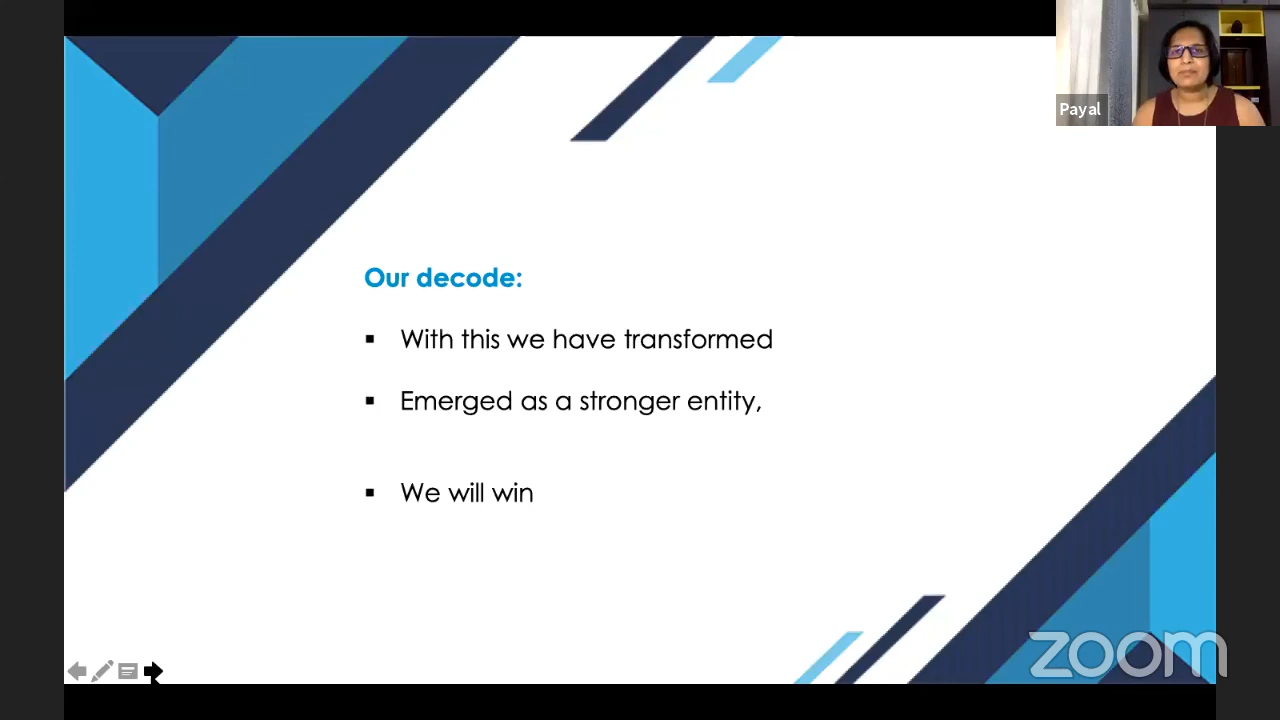 Payal
Our decode:
▪ With this we have transformed
▪ Emerged as a stronger entity,
▪ We will win
zoom